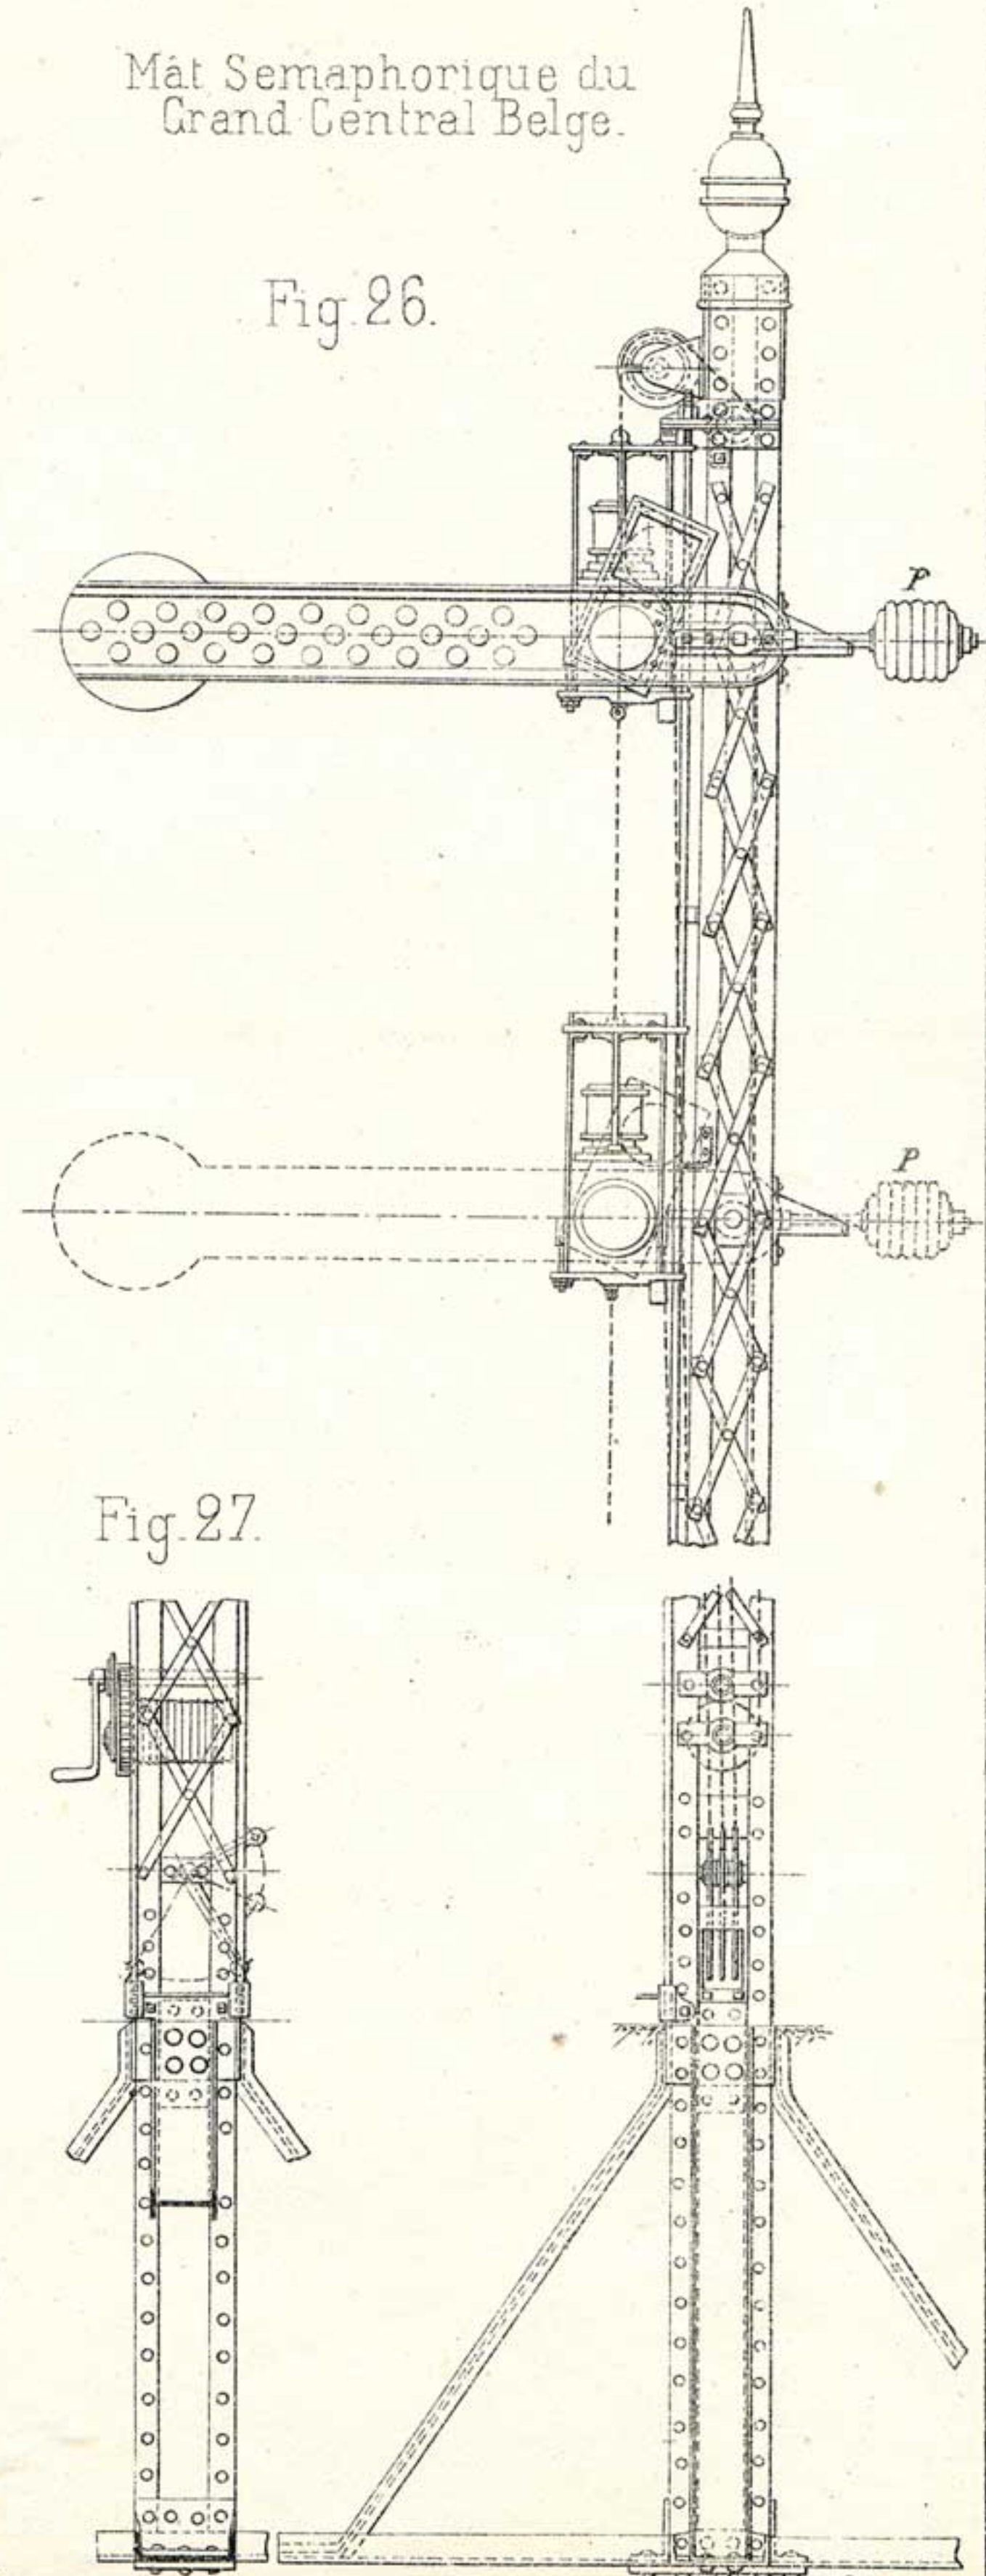 Mât Semaphorique du
Grand Central Belge.
Fig. 26.
P
P
Fig. 27.